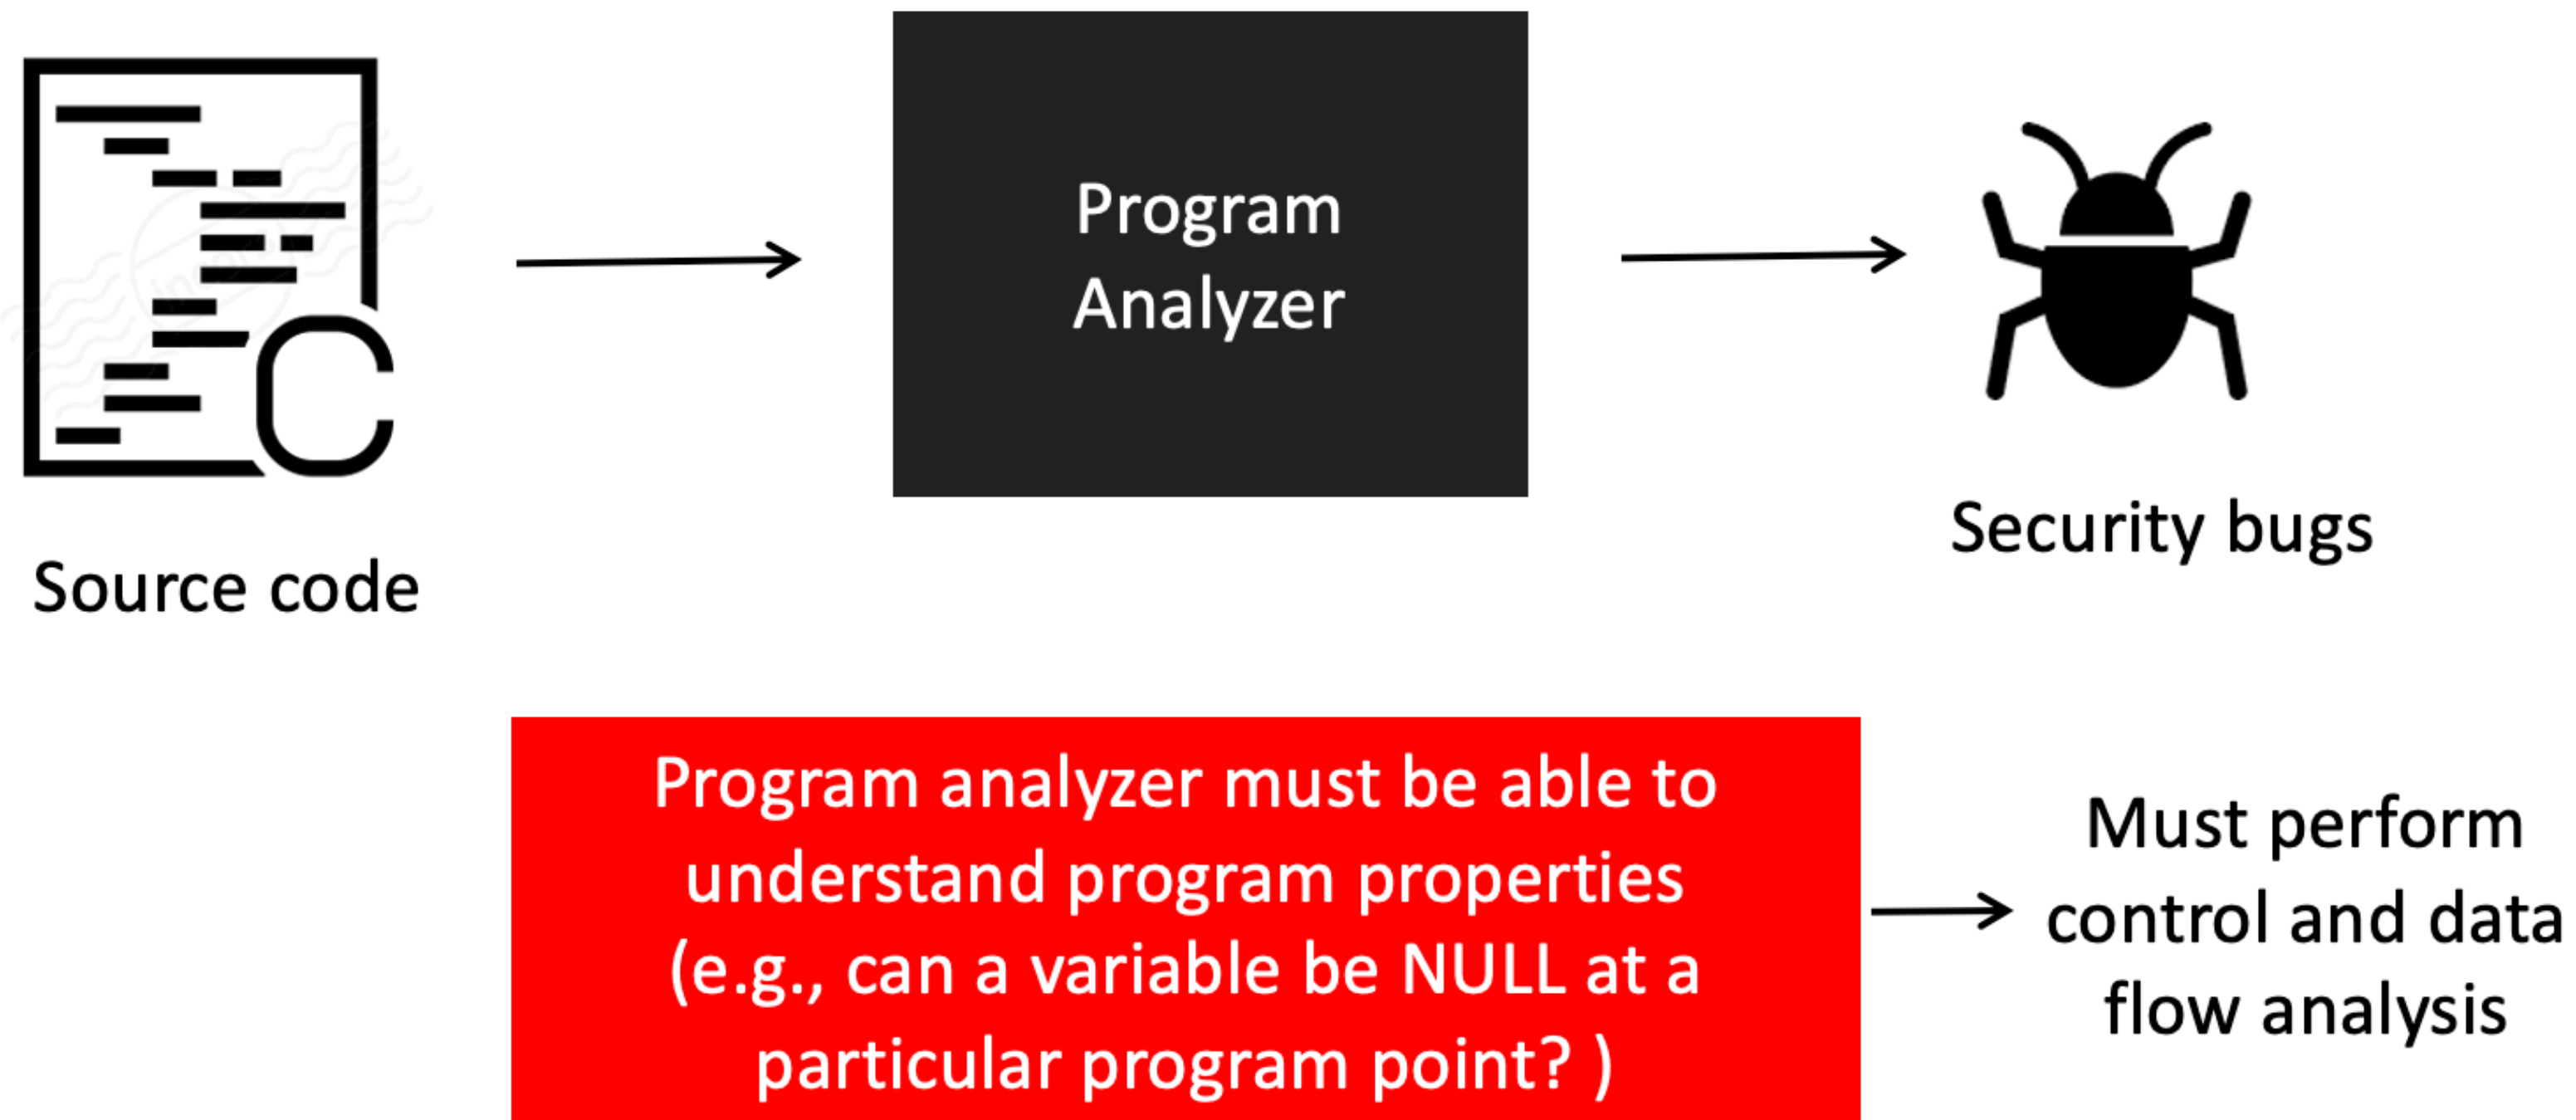 Program
Analyzer
Source code
Security bugs
Program analyzer must be able to
understand program properties
(e.g., can a variable be NULL at a
particular program point? )
Must perform
control and data
flow analysis